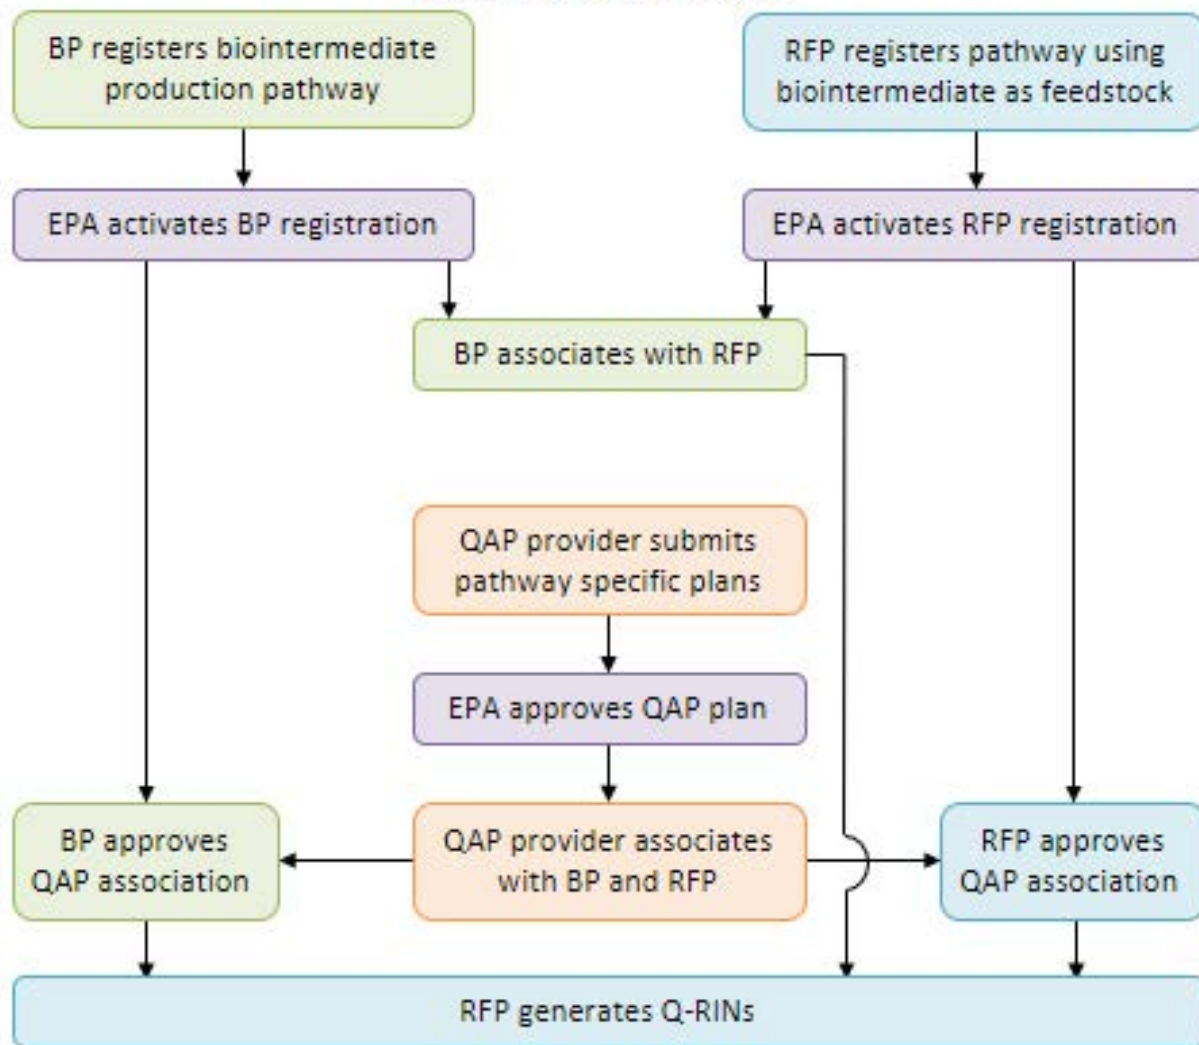 BP registers biointermediate
production pathway
RFP registers pathway using
biointermediate as feedstock
EPA activates BP registration
EPA activates RFP registration
BP associates with RFP
QAP provider submits
pathway specific plans
EPA approves QAP plan
BP approves
QAP association
QAP provider associates
with BP and RFP
RFP approves
QAP association
RFP generates Q-RINs